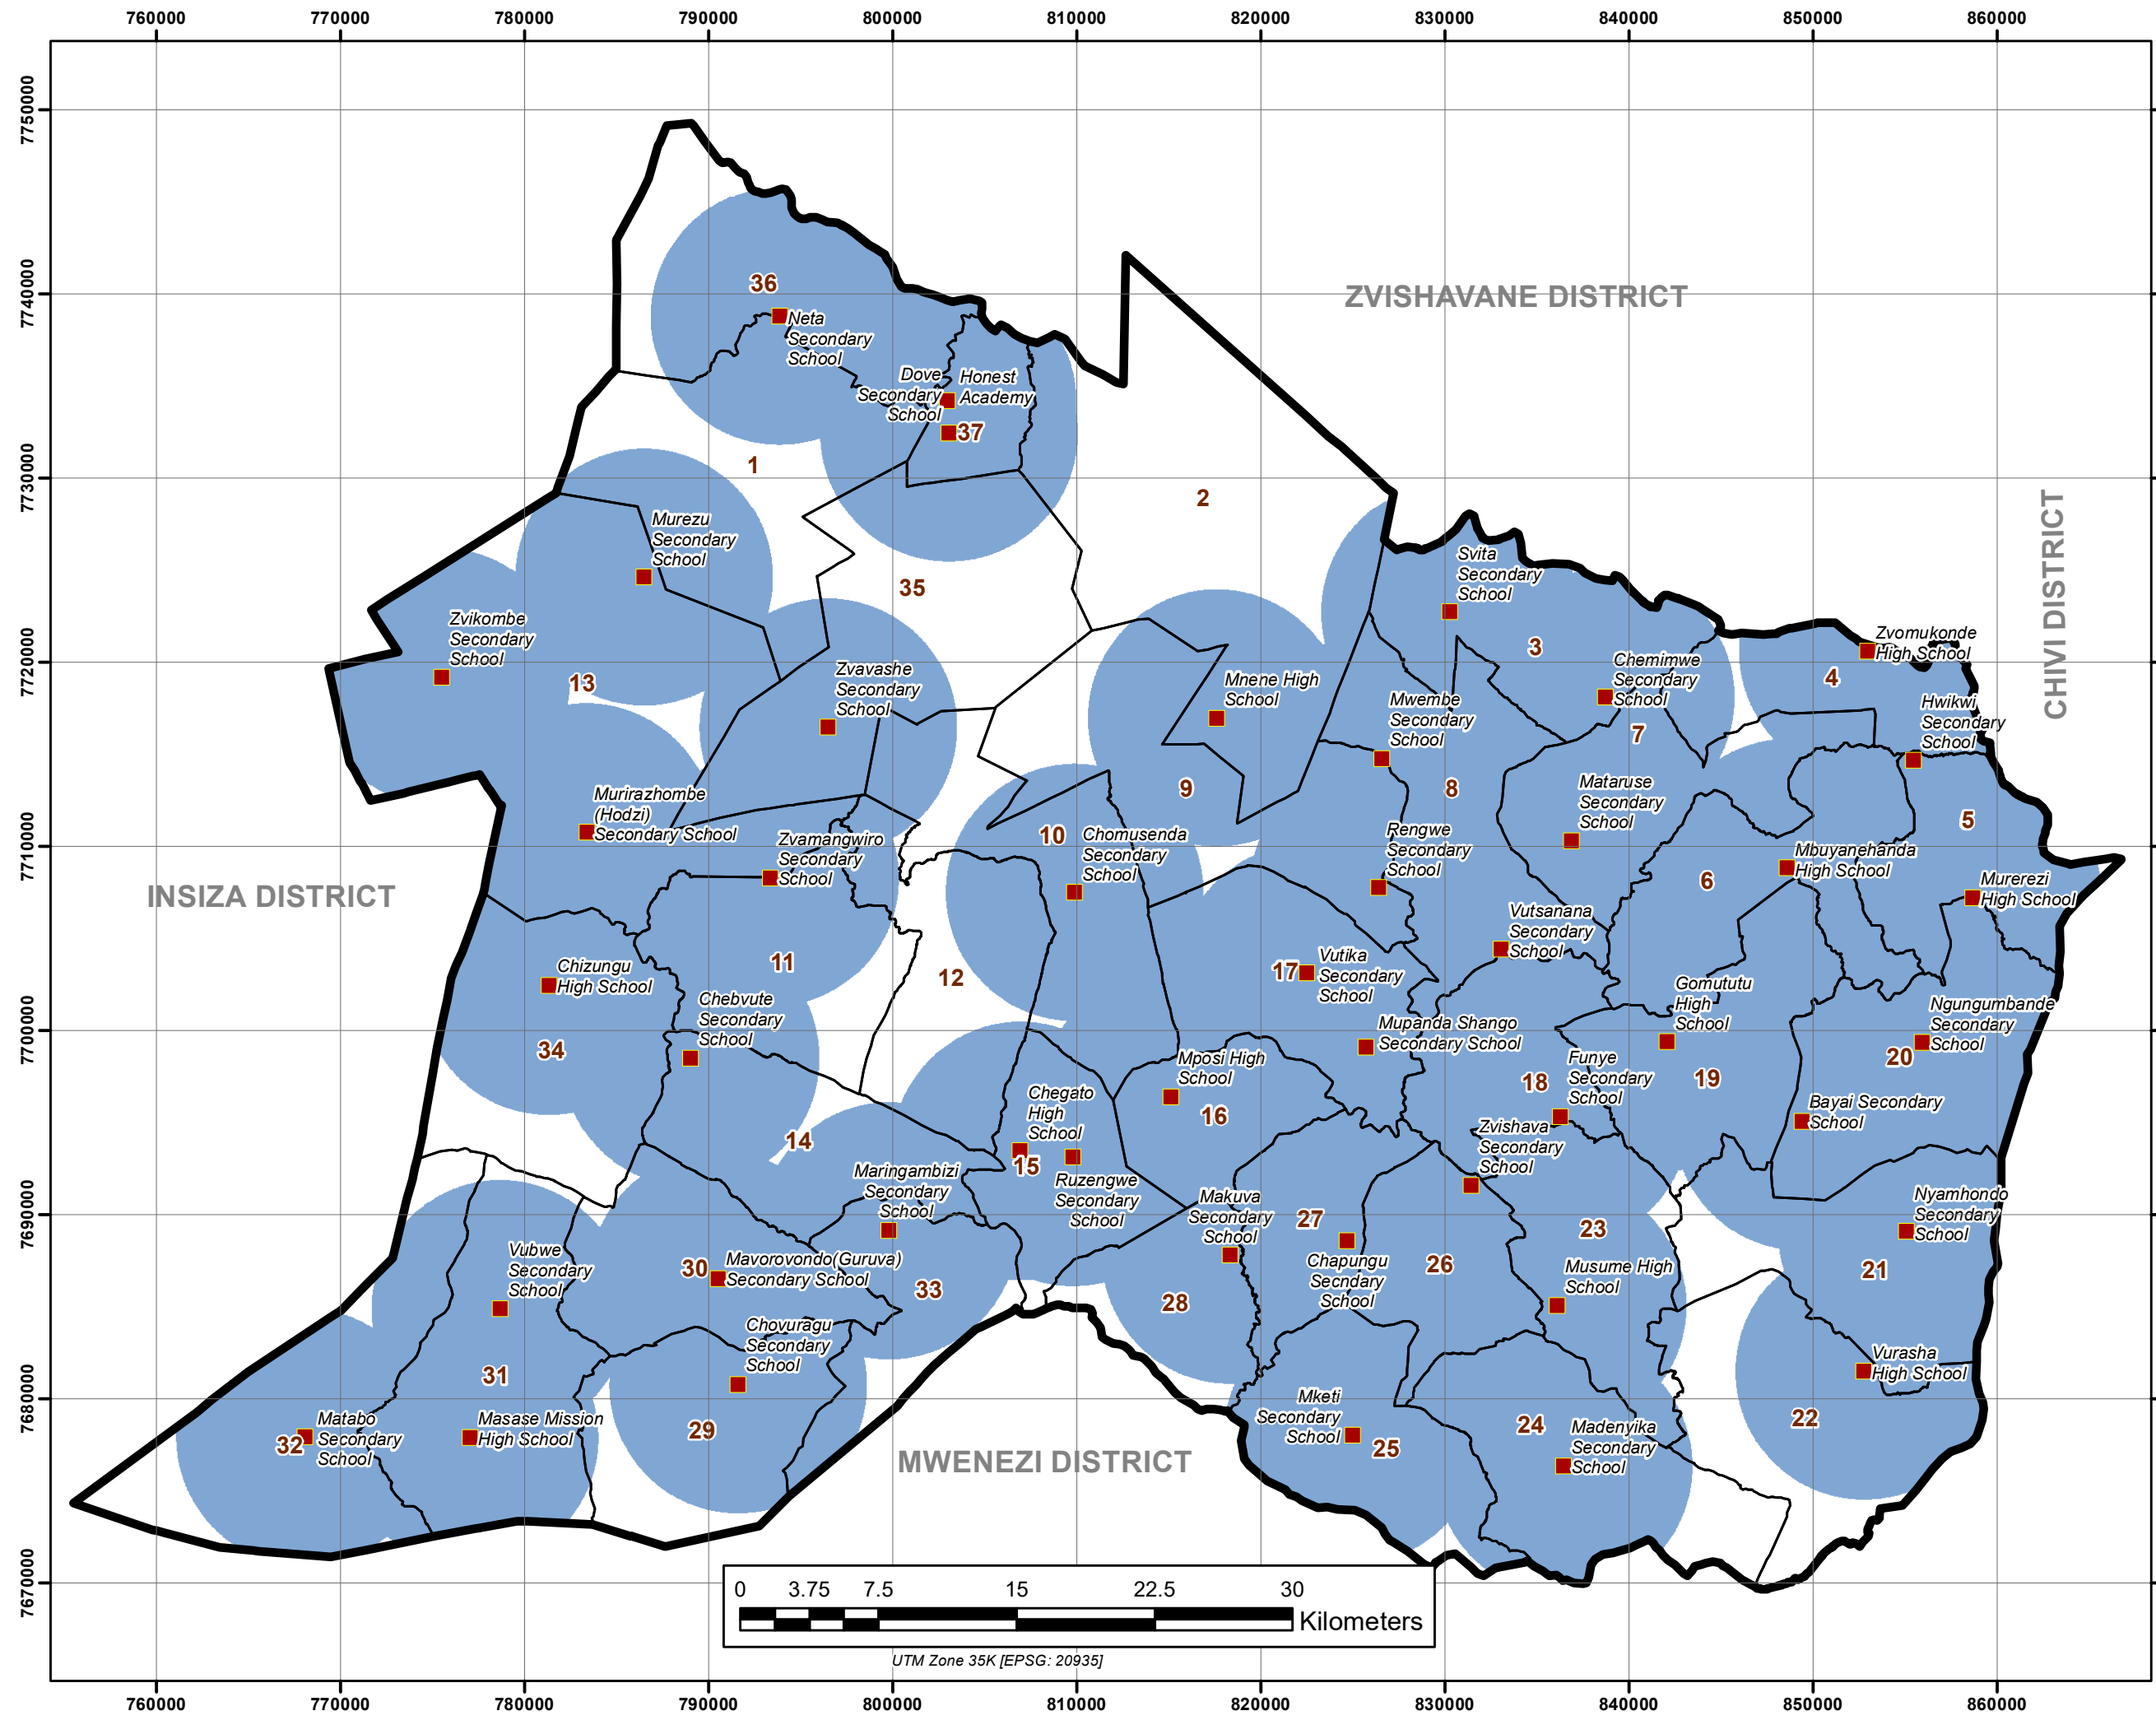 760000 770000 780000 790000 800000 810000 820000 830000 840000 850000 860000
7750000
7740000
7730000
7720000
7710000
7700000
7690000
7680000
7670000
ZVISHAVANE DISTRICT
CHIVI DISTRICT
INSIZA DISTRICT
MWENEZI DISTRICT
36
Neta
Secondary
School
Dove
Secondary
School
Honest
Academy
37
1
2
Murezu
Secondary
School
35
Svita
Secondary
School
3
Zvikombe
Secondary
School
13
Zvavashe
Secondary
School
Mnene High
School
Chemimwe
Secondary
School
7
Zvomukonde
High School
4
Mwembe
Secondary
School
Hwikwi
Secondary
School
Murirazhombe
(Hodzi)
Secondary School
9
8
Mataruse
Secondary
School
5
10
Chomusenda
Secondary
School
Zvamangwiro
Secondary
School
Rengwe
Secondary
School
Mbuyanehanda
High School
6
Murerezi
High School
Vutsanana
Secondary
School
11
12
17
Vutika
Secondary
School
Chizungu
High School
Chebvute
Secondary
School
Gomututu
High
School
Ngungumbande
Secondary
School
20
34
Mupanda Shango
Secondary School
Mposi High
School
Funye
Secondary
School
18
19
Chegato
High
School
16
Bayai Secondary
School
14
15
Zvishava
Secondary
School
Maringambizi
Secondary
School
Ruzengwe
Secondary
School
Makuva
Secondary
School
27
23
Nyamhondo
Secondary
School
Vubwe
Secondary
School
30
Mavorovondo(Guruva)
Secondary School
33
28
Chapungu
Secndary
School
26
Musume High
School
21
Chovuragu
Secondary
School
Vurasha
High School
31
Matabo
Secondary
School
32
Masase Mission
High School
29
Mketi
Secondary
School
25
24
Madenyika
Secondary
School
22
0 3.75 7.5 15 22.5 30
Kilometers
UTM Zone 35K [EPSG: 20935]
760000 770000 780000 790000 800000 810000 820000 830000 840000 850000 860000